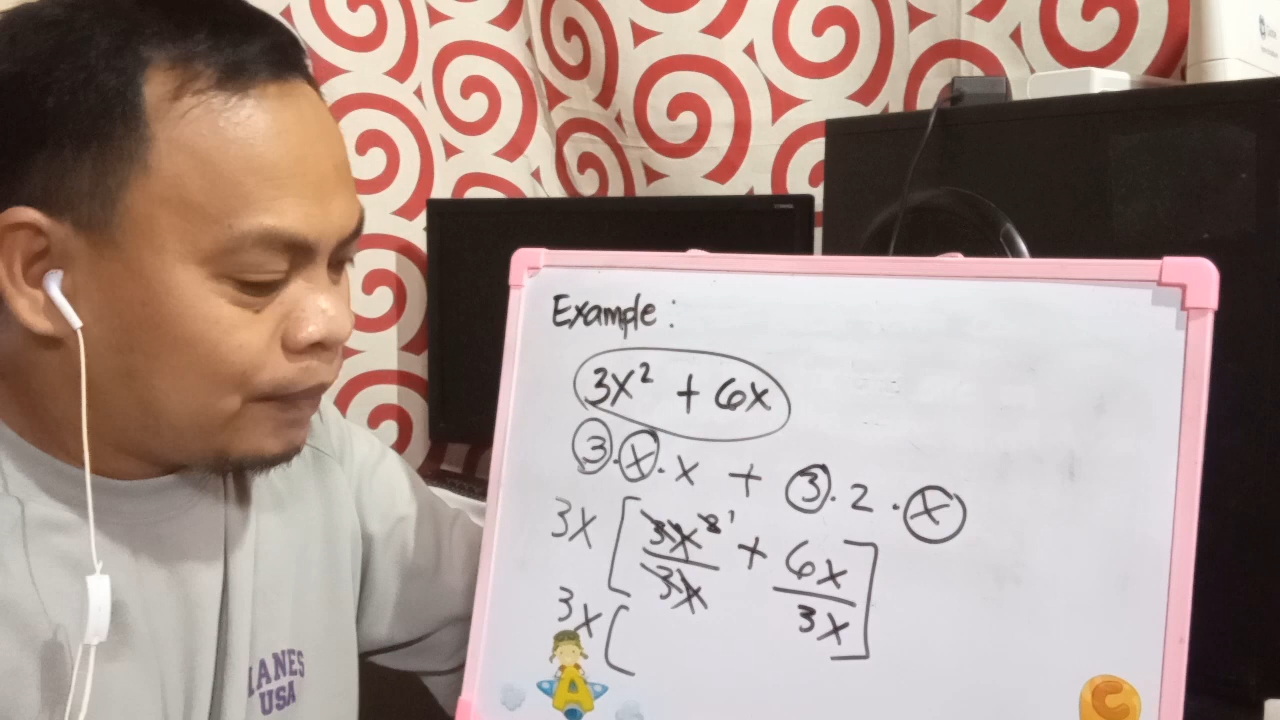 Example:
3x² + 6x
3 · x · x + 3 · 2 · x
3x [ 3x² / 3x + 6x / 3x ]
3x (
A
C
LANES
USA